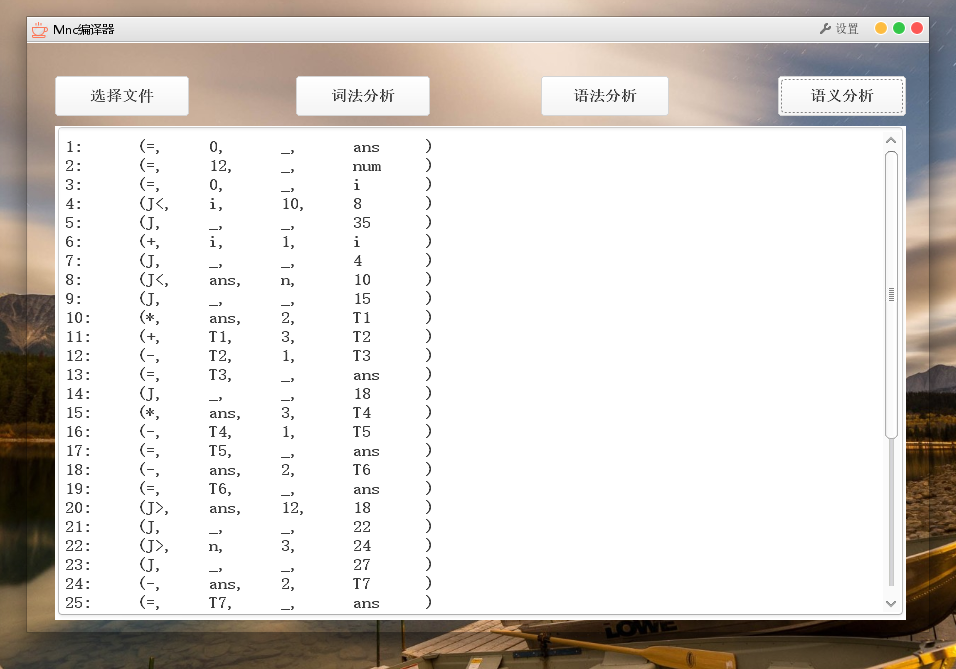 Mnc编译器 设置
选择文件 词法分析 语法分析 语义分析
1: (=, 0, _, ans )
2: (=, 12, _, num )
3: (=, 0, _, i )
4: (J<, i, 10, 8 )
5: (J, _, _, 35 )
6: (+, i, 1, i )
7: (J, _, _, 4 )
8: (J<, ans, n, 10 )
9: (J, _, _, 15 )
10: (*, ans, 2, T1 )
11: (+, T1, 3, T2 )
12: (-, T2, 1, T3 )
13: (=, T3, _, ans )
14: (J, _, _, 18 )
15: (*, ans, 3, T4 )
16: (-, T4, 1, T5 )
17: (=, T5, _, ans )
18: (-, ans, 2, T6 )
19: (=, T6, _, ans )
20: (J>, ans, 12, 18 )
21: (J, _, _, 22 )
22: (J>, n, 3, 24 )
23: (J, _, _, 27 )
24: (-, ans, 2, T7 )
25: (=, T7, _, ans )
LOWE